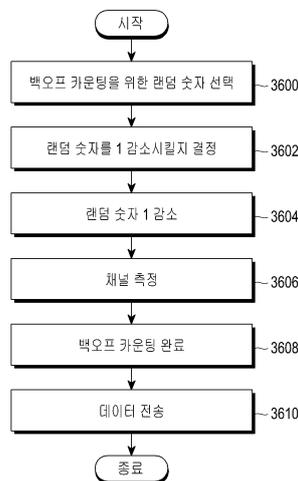 시작
백오프 카운팅을 위한 랜덤 숫자 선택
3600
랜덤 숫자를 1 감소시킬지 결정
3602
랜덤 숫자 1 감소
3604
채널 측정
3606
백오프 카운팅 완료
3608
데이터 전송
3610
종료